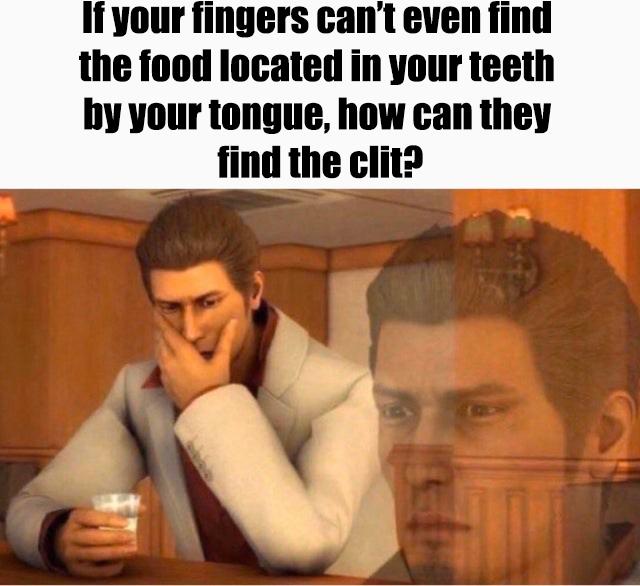 If your fingers can't even find
the food located in your teeth
by your tongue, how can they
find the clit?